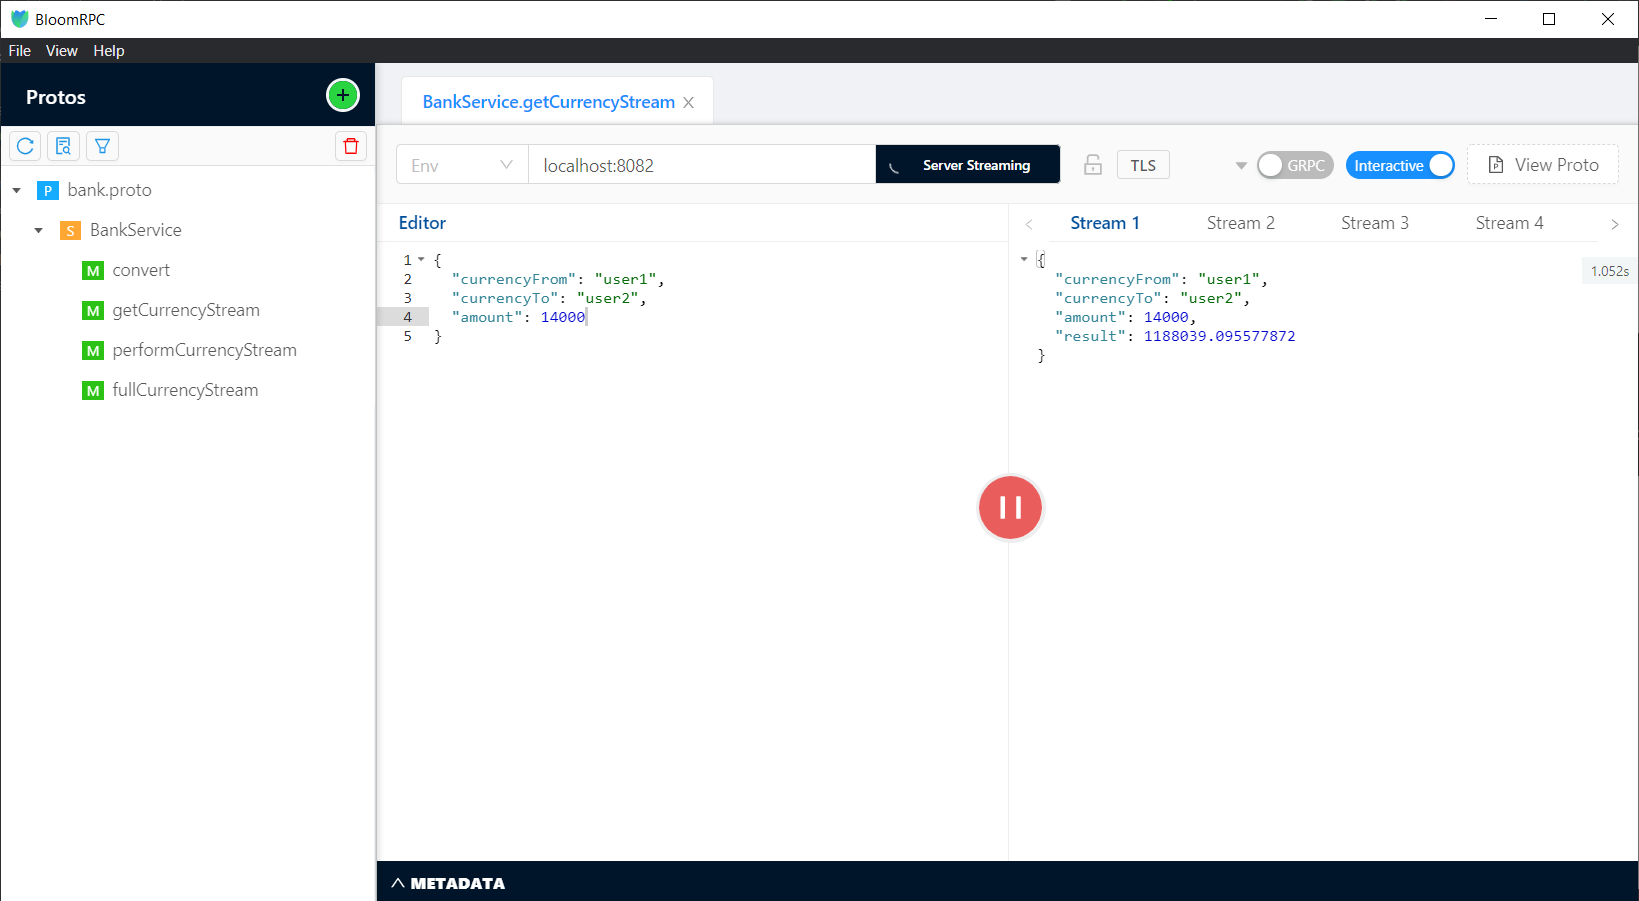 BloomRPC
File View Help
Protos
BankService.getCurrencyStream
Env
localhost:8082
Server Streaming
TLS
GRPC
Interactive
View Proto
P bank.proto
S BankService
M convert
M getCurrencyStream
M performCurrencyStream
M fullCurrencyStream
Editor
1 {
2 "currencyFrom": "user1",
3 "currencyTo": "user2",
4 "amount": 14000
5 }
Stream 1 Stream 2 Stream 3 Stream 4
{
"currencyFrom": "user1",
"currencyTo": "user2",
"amount": 14000,
"result": 1188039.095577872
}
1.052s
METADATA